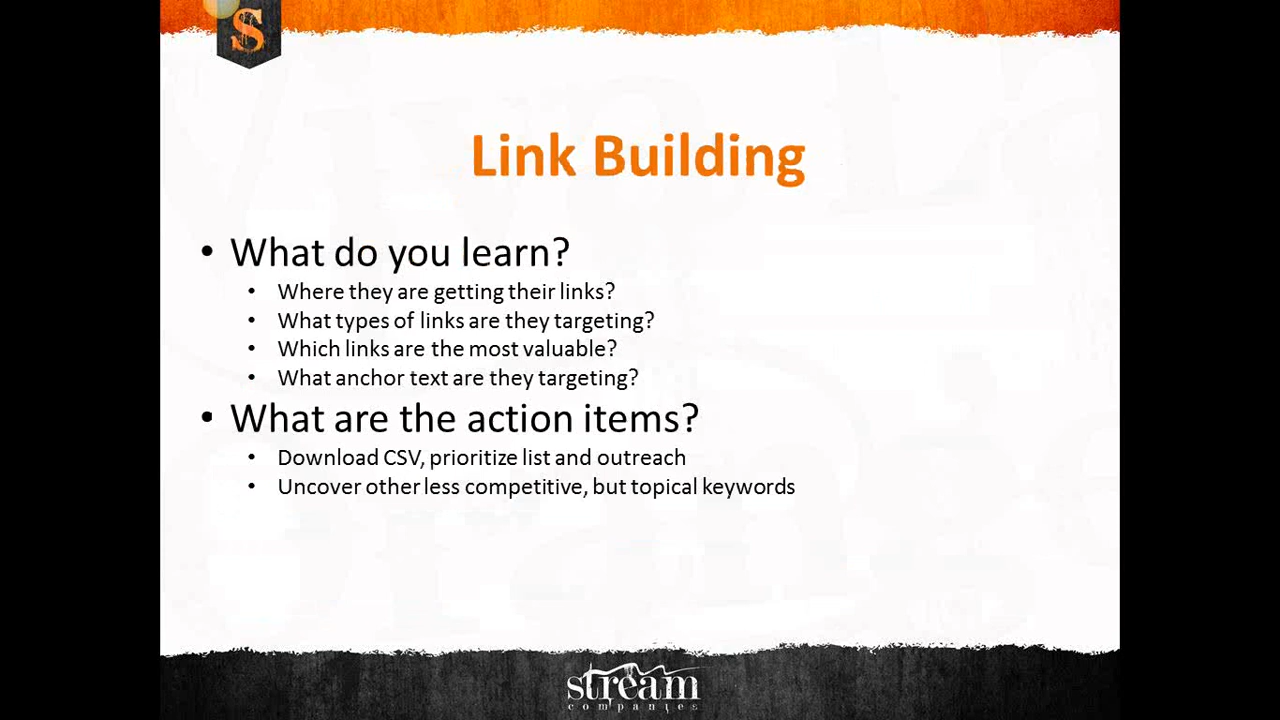 S
Link Building
• What do you learn?
• Where they are getting their links?
• What types of links are they targeting?
• Which links are the most valuable?
• What anchor text are they targeting?
• What are the action items?
• Download CSV, prioritize list and outreach
• Uncover other less competitive, but topical keywords
stream
companies